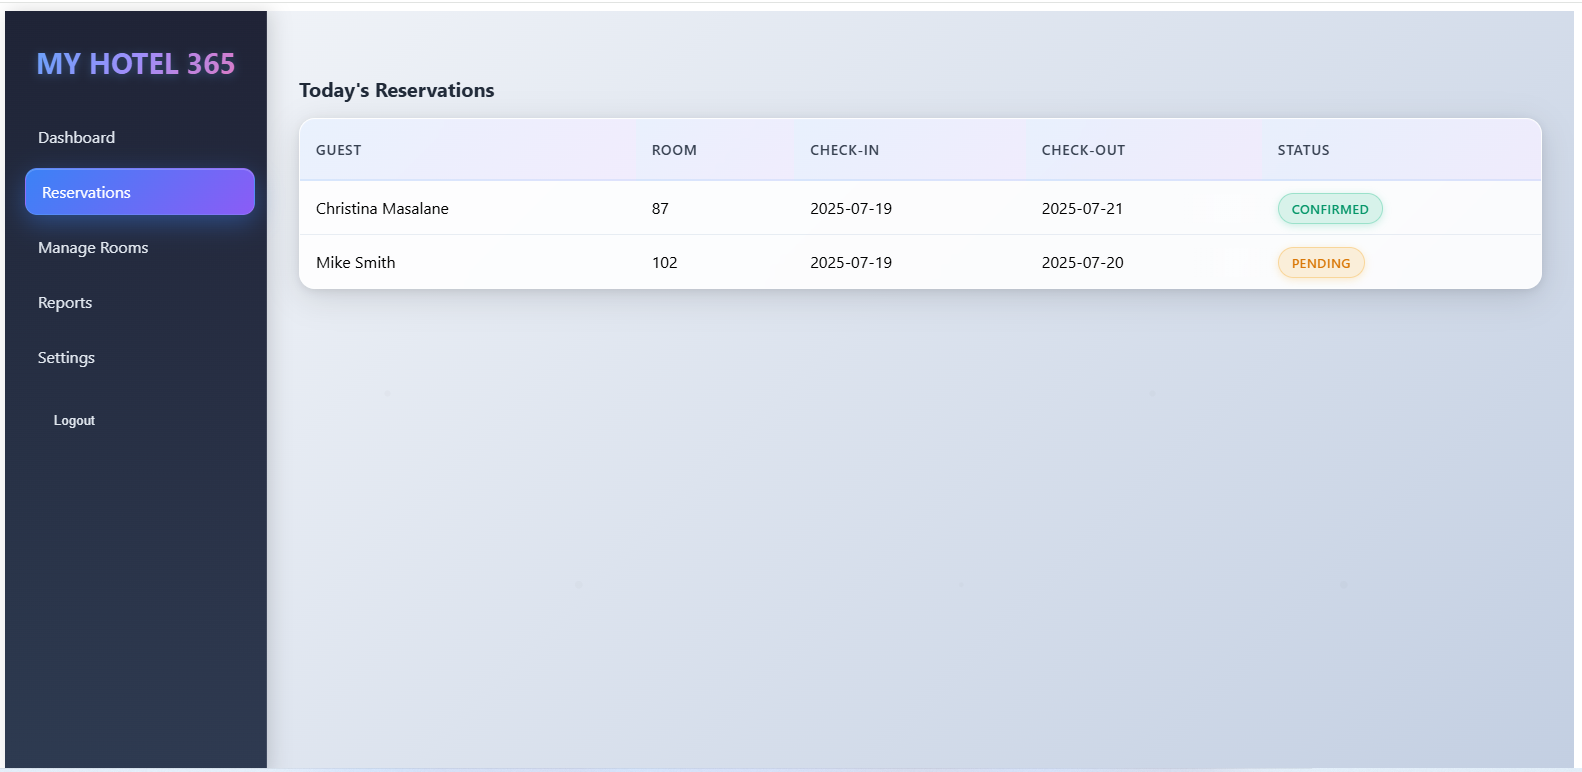 MY HOTEL 365
Dashboard
Reservations
Manage Rooms
Reports
Settings
Logout
Today's Reservations
GUEST ROOM CHECK-IN CHECK-OUT STATUS
Christina Masalane 87 2025-07-19 2025-07-21 CONFIRMED
Mike Smith 102 2025-07-19 2025-07-20 PENDING